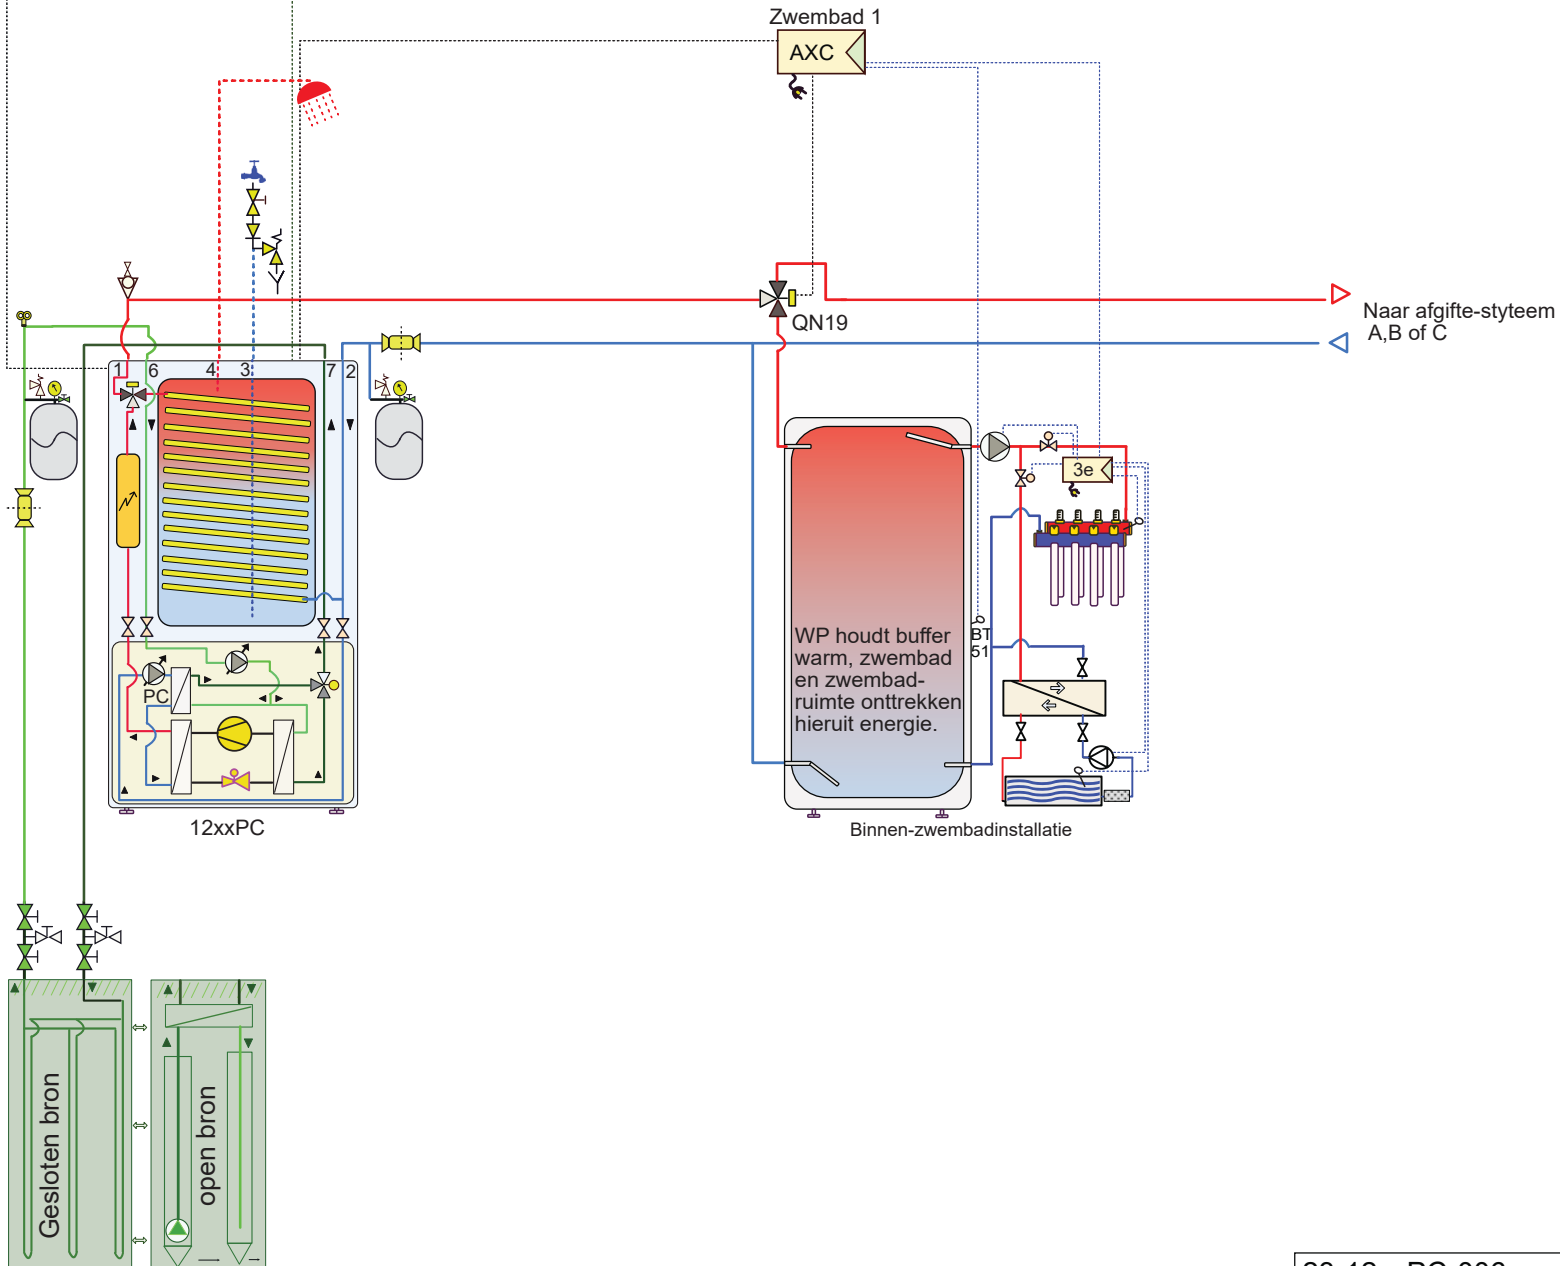 Zwembad 1
AXC
QN19
Naar afgifte-styteem
A,B of C
1
6
4
3
7
2
3e
BT
51
WP houdt buffer
warm, zwembad
en zwembad-
ruimte onttrekken
hieruit energie.
PC
12xxPC
Binnen-zwembadinstallatie
Gesloten bron
open bron